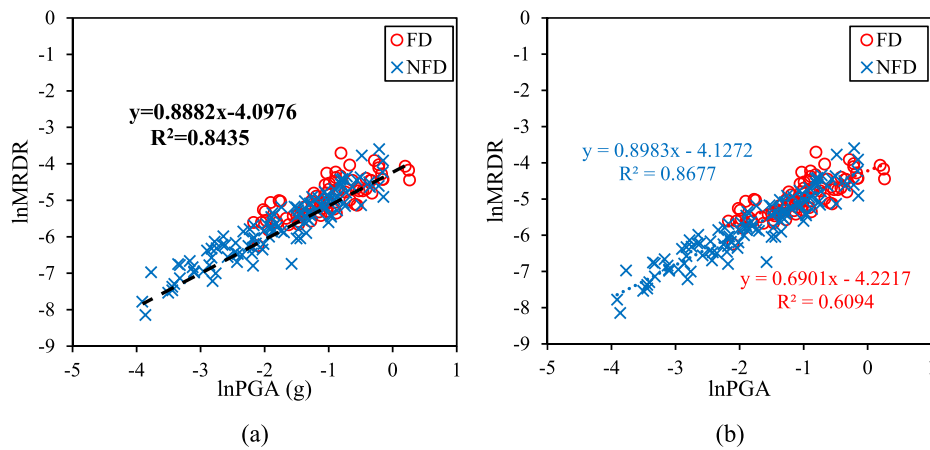 0
-1
-2
-3
-4
-5
-6
-7
-8
-9
lnMRDR
FD
NFD
y=0.8882x-4.0976
R²=0.8435
-5 -4 -3 -2 -1 0 1
lnPGA (g)
(a)
0
-1
-2
-3
-4
-5
-6
-7
-8
-9
lnMRDR
FD
NFD
y = 0.8983x - 4.1272
R² = 0.8677
y = 0.6901x - 4.2217
R² = 0.6094
-5 -4 -3 -2 -1 0 1
lnPGA
(b)